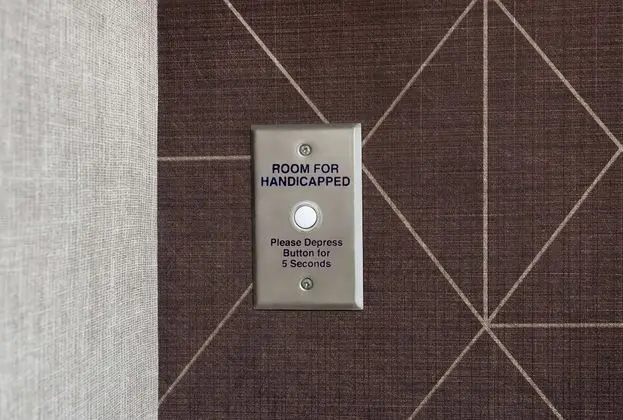 ROOM FOR
HANDICAPPED
Please Depress
Button for
5 Seconds